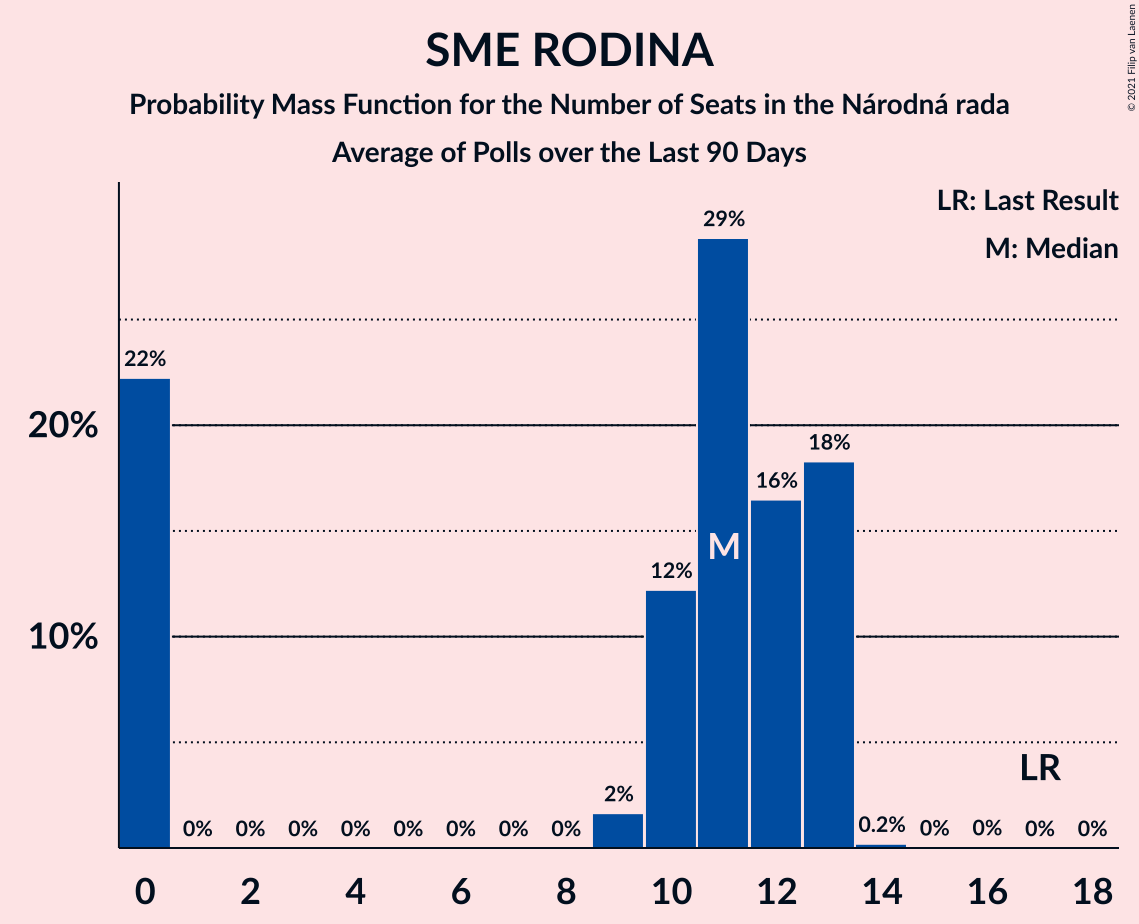 SME RODINA
Probability Mass Function for the Number of Seats in the Národná rada
Average of Polls over the Last 90 Days
© 2021 Filip van Laenen
LR: Last Result
M: Median
29%
22%
20%
18%
16%
M
12%
10%
LR
2%
0% 0% 0% 0% 0% 0% 0% 0% 0.2% 0% 0% 0% 0%
0 2 4 6 8 10 12 14 16 18